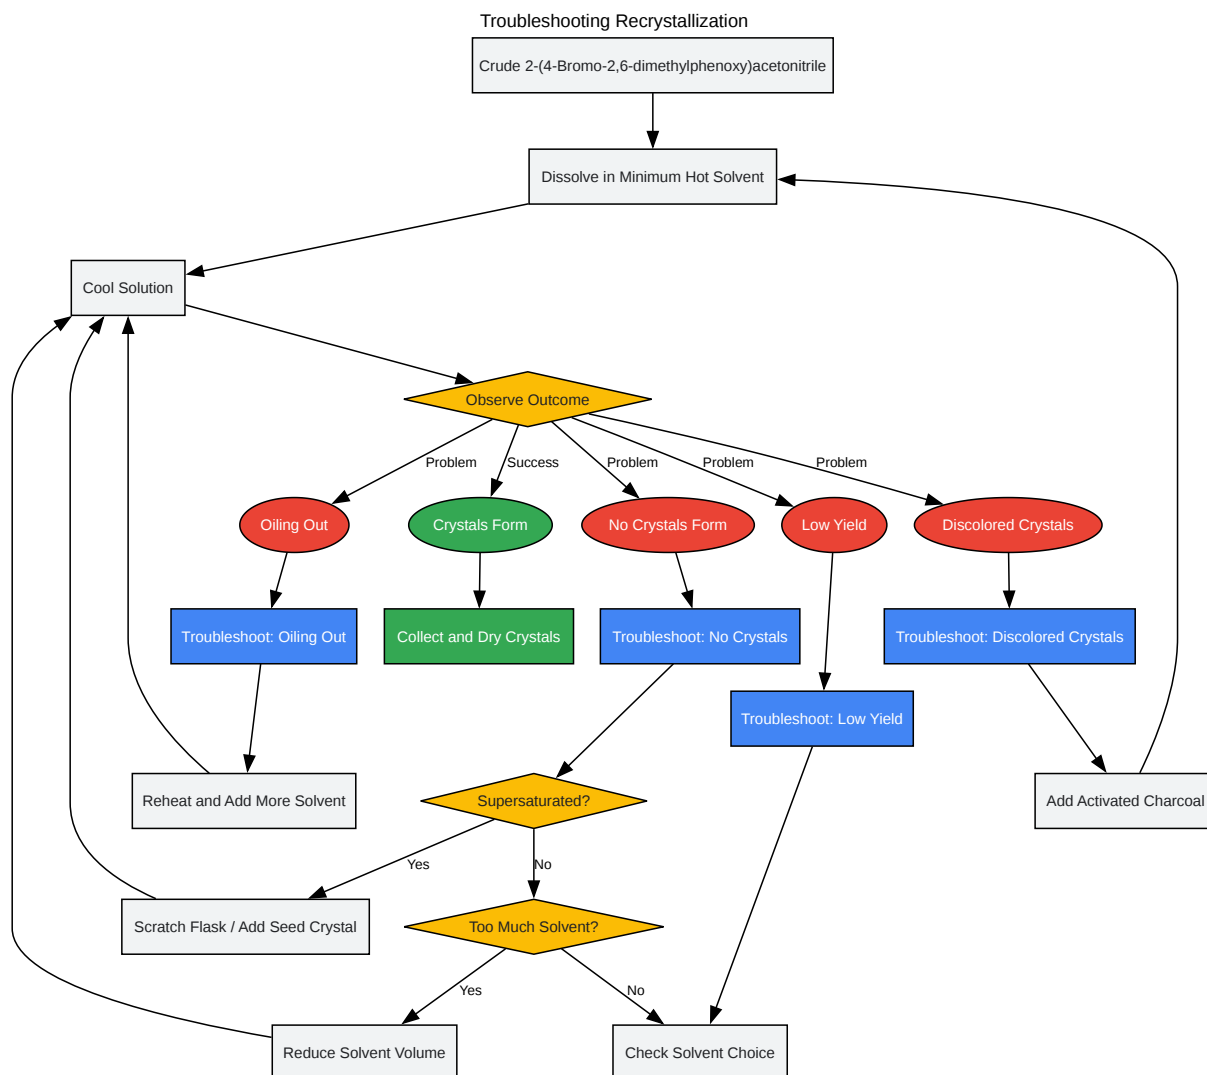 Troubleshooting Recrystallization
Crude 2-(4-Bromo-2,6-dimethylphenoxy)acetonitrile
Dissolve in Minimum Hot Solvent
Cool Solution
Observe Outcome
Problem
Success
Problem
Problem
Problem
Oiling Out
Crystals Form
No Crystals Form
Low Yield
Discolored Crystals
Troubleshoot: Oiling Out
Collect and Dry Crystals
Troubleshoot: No Crystals
Troubleshoot: Discolored Crystals
Troubleshoot: Low Yield
Reheat and Add More Solvent
Supersaturated?
Add Activated Charcoal
Yes
No
Scratch Flask / Add Seed Crystal
Too Much Solvent?
Yes
No
Reduce Solvent Volume
Check Solvent Choice